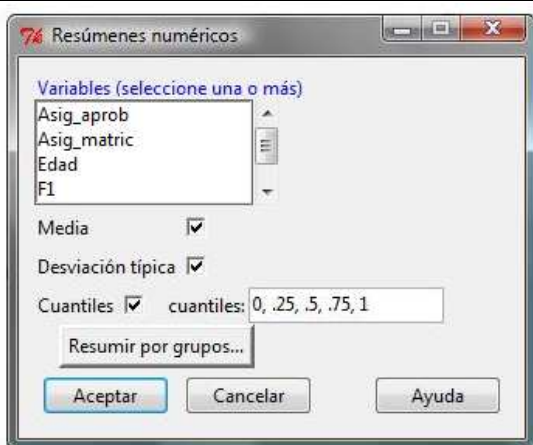 Resúmenes numéricos
Variables (seleccione una o más)
Asig_aprob
Asig_matric
Edad
F1
Media
Desviación típica
Cuantiles cuantiles: 0, .25, .5, .75, 1
Resumir por grupos...
Aceptar Cancelar Ayuda